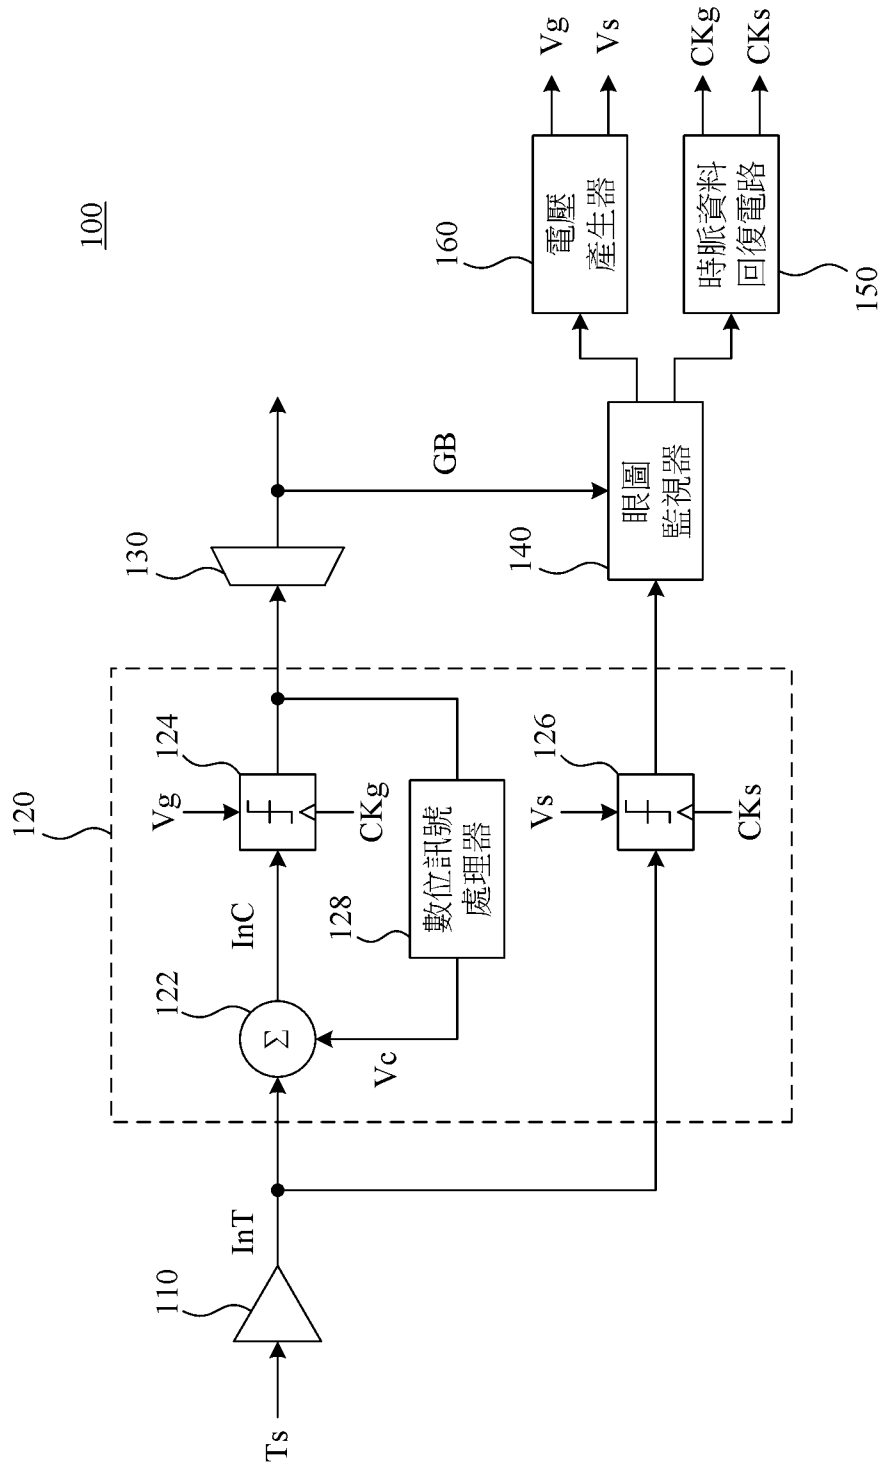 100
120
Ts
110
InT
122
Σ
InC
Vc
Vg
124
CKg
128
數位訊號
處理器
Vs
126
CKs
130
GB
140
眼圖
監視器
160
電壓
產生器
Vg
Vs
150
時脈資料
回復電路
CKg
CKs